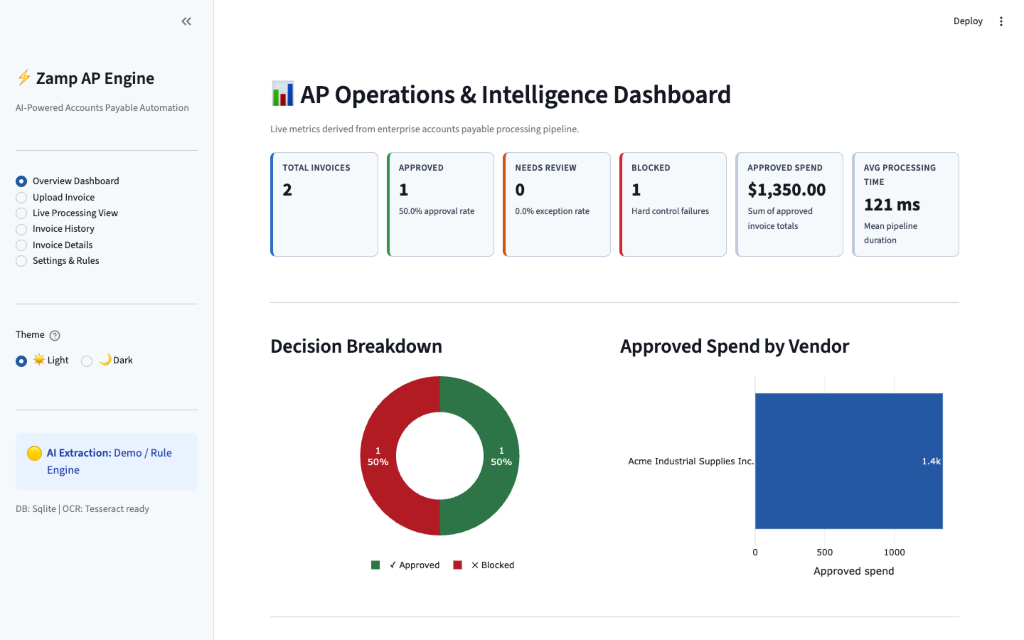 Deploy
⚡ Zamp AP Engine
AI-Powered Accounts Payable Automation
Overview Dashboard
Upload Invoice
Live Processing View
Invoice History
Invoice Details
Settings & Rules
Theme ?
☀️ Light 🌙 Dark
🟡 AI Extraction: Demo / Rule
Engine
DB: Sqlite | OCR: Tesseract ready
📊 AP Operations & Intelligence Dashboard
Live metrics derived from enterprise accounts payable processing pipeline.
TOTAL INVOICES
2
APPROVED
1
50.0% approval rate
NEEDS REVIEW
0
0.0% exception rate
BLOCKED
1
Hard control failures
APPROVED SPEND
$1,350.00
Sum of approved
invoice totals
AVG PROCESSING
TIME
121 ms
Mean pipeline
duration
Decision Breakdown
1
50%
1
50%
✓ Approved ✕ Blocked
Approved Spend by Vendor
Acme Industrial Supplies Inc.
1.4k
0 500 1000
Approved spend